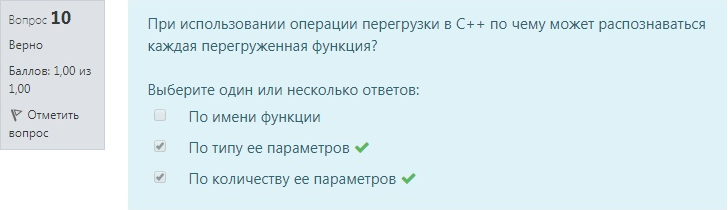 Вопрос 10
Верно
Баллов: 1,00 из
1,00
Отметить
вопрос
При использовании операции перегрузки в С++ по чему может распознаваться
каждая перегруженная функция?
Выберите один или несколько ответов:
По имени функции
По типу ее параметров
По количеству ее параметров